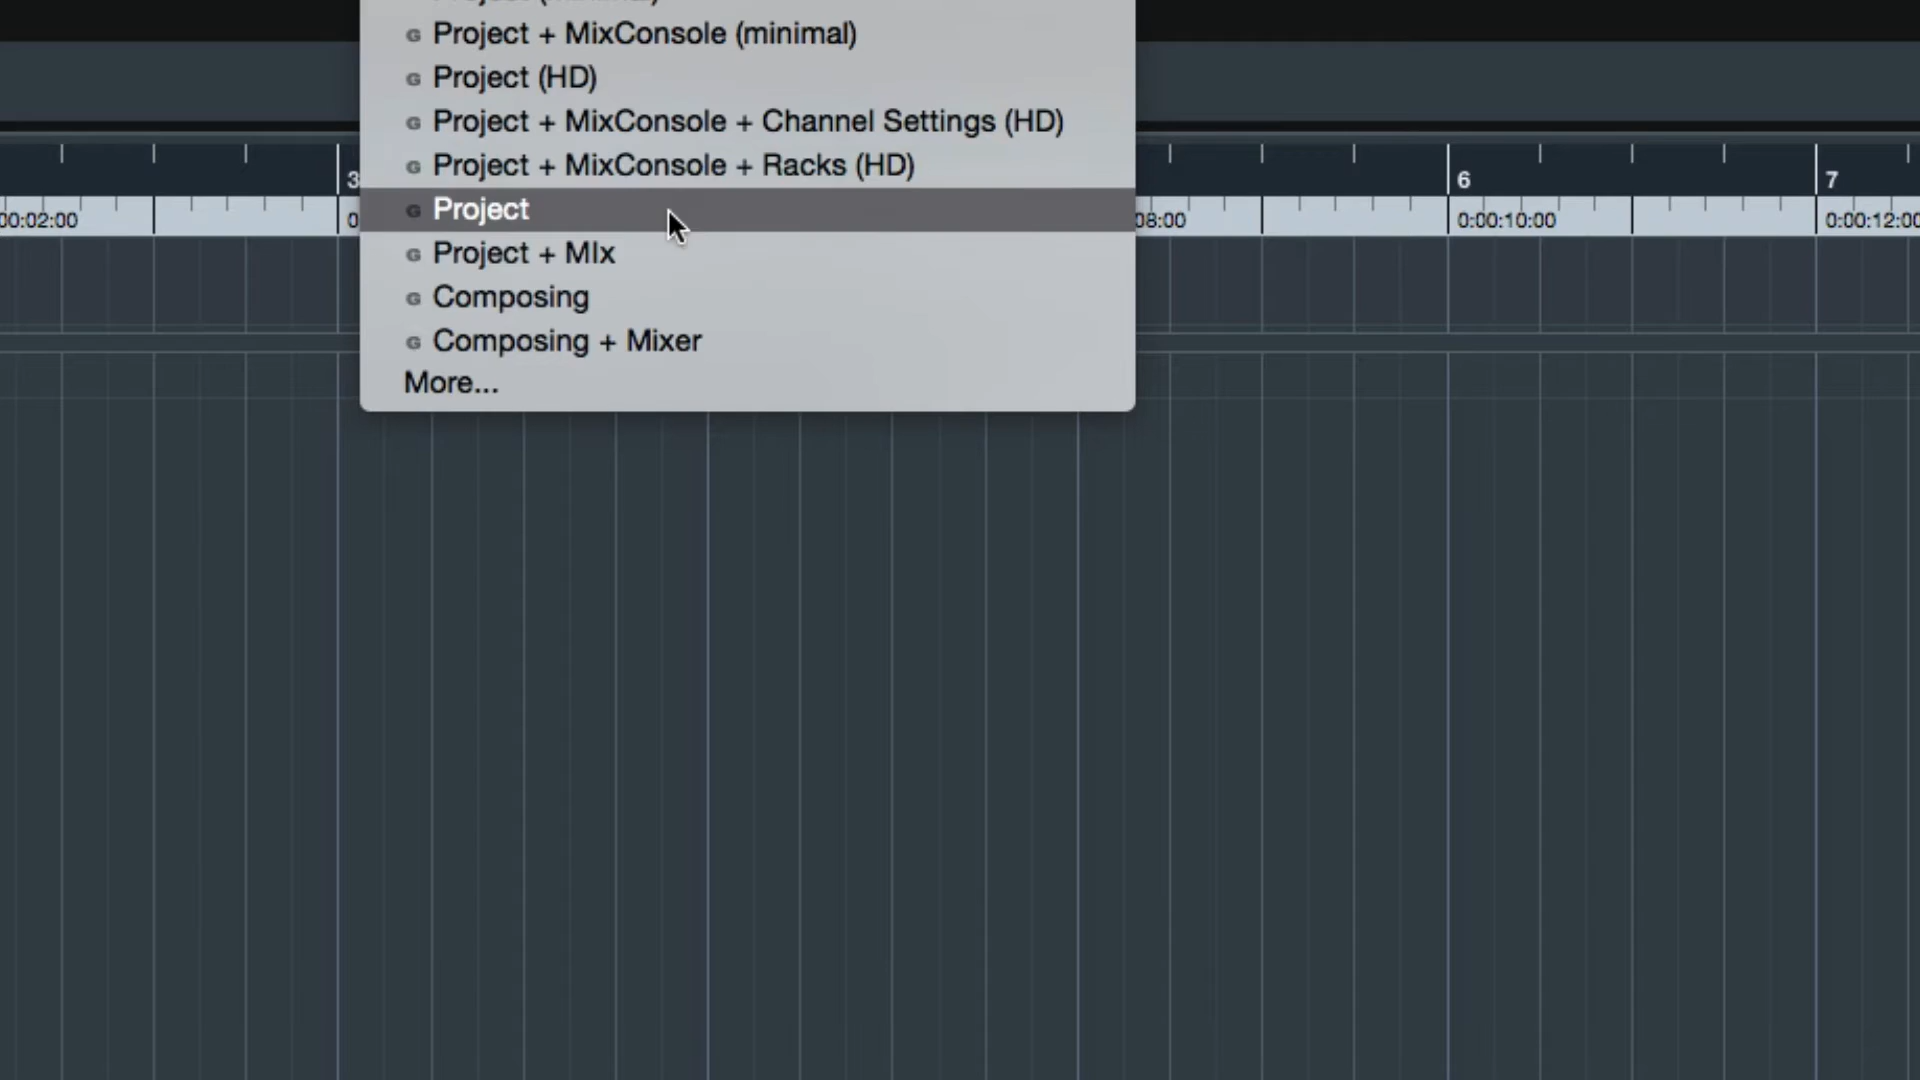 Project (minimal)
G Project + MixConsole (minimal)
G Project (HD)
G Project + MixConsole + Channel Settings (HD)
G Project + MixConsole + Racks (HD)
3
6
7
G Project
00:02:00
0
08:00
0:00:10:00
0:00:12:00
G Project + MIx
G Composing
G Composing + Mixer
More...